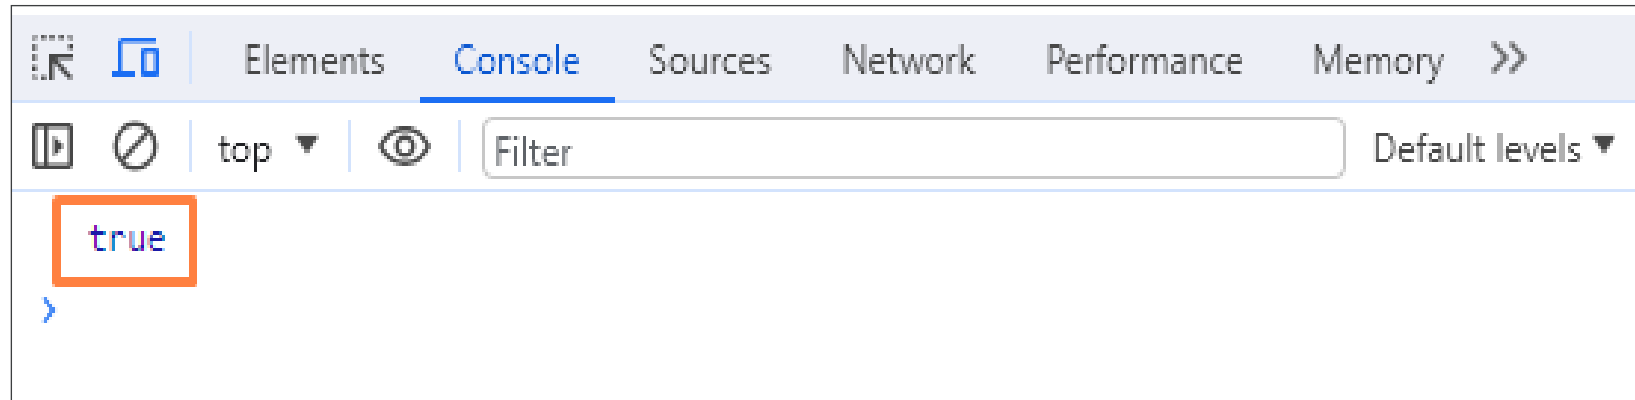 Elements Console Sources Network Performance Memory
top Filter Default levels
true